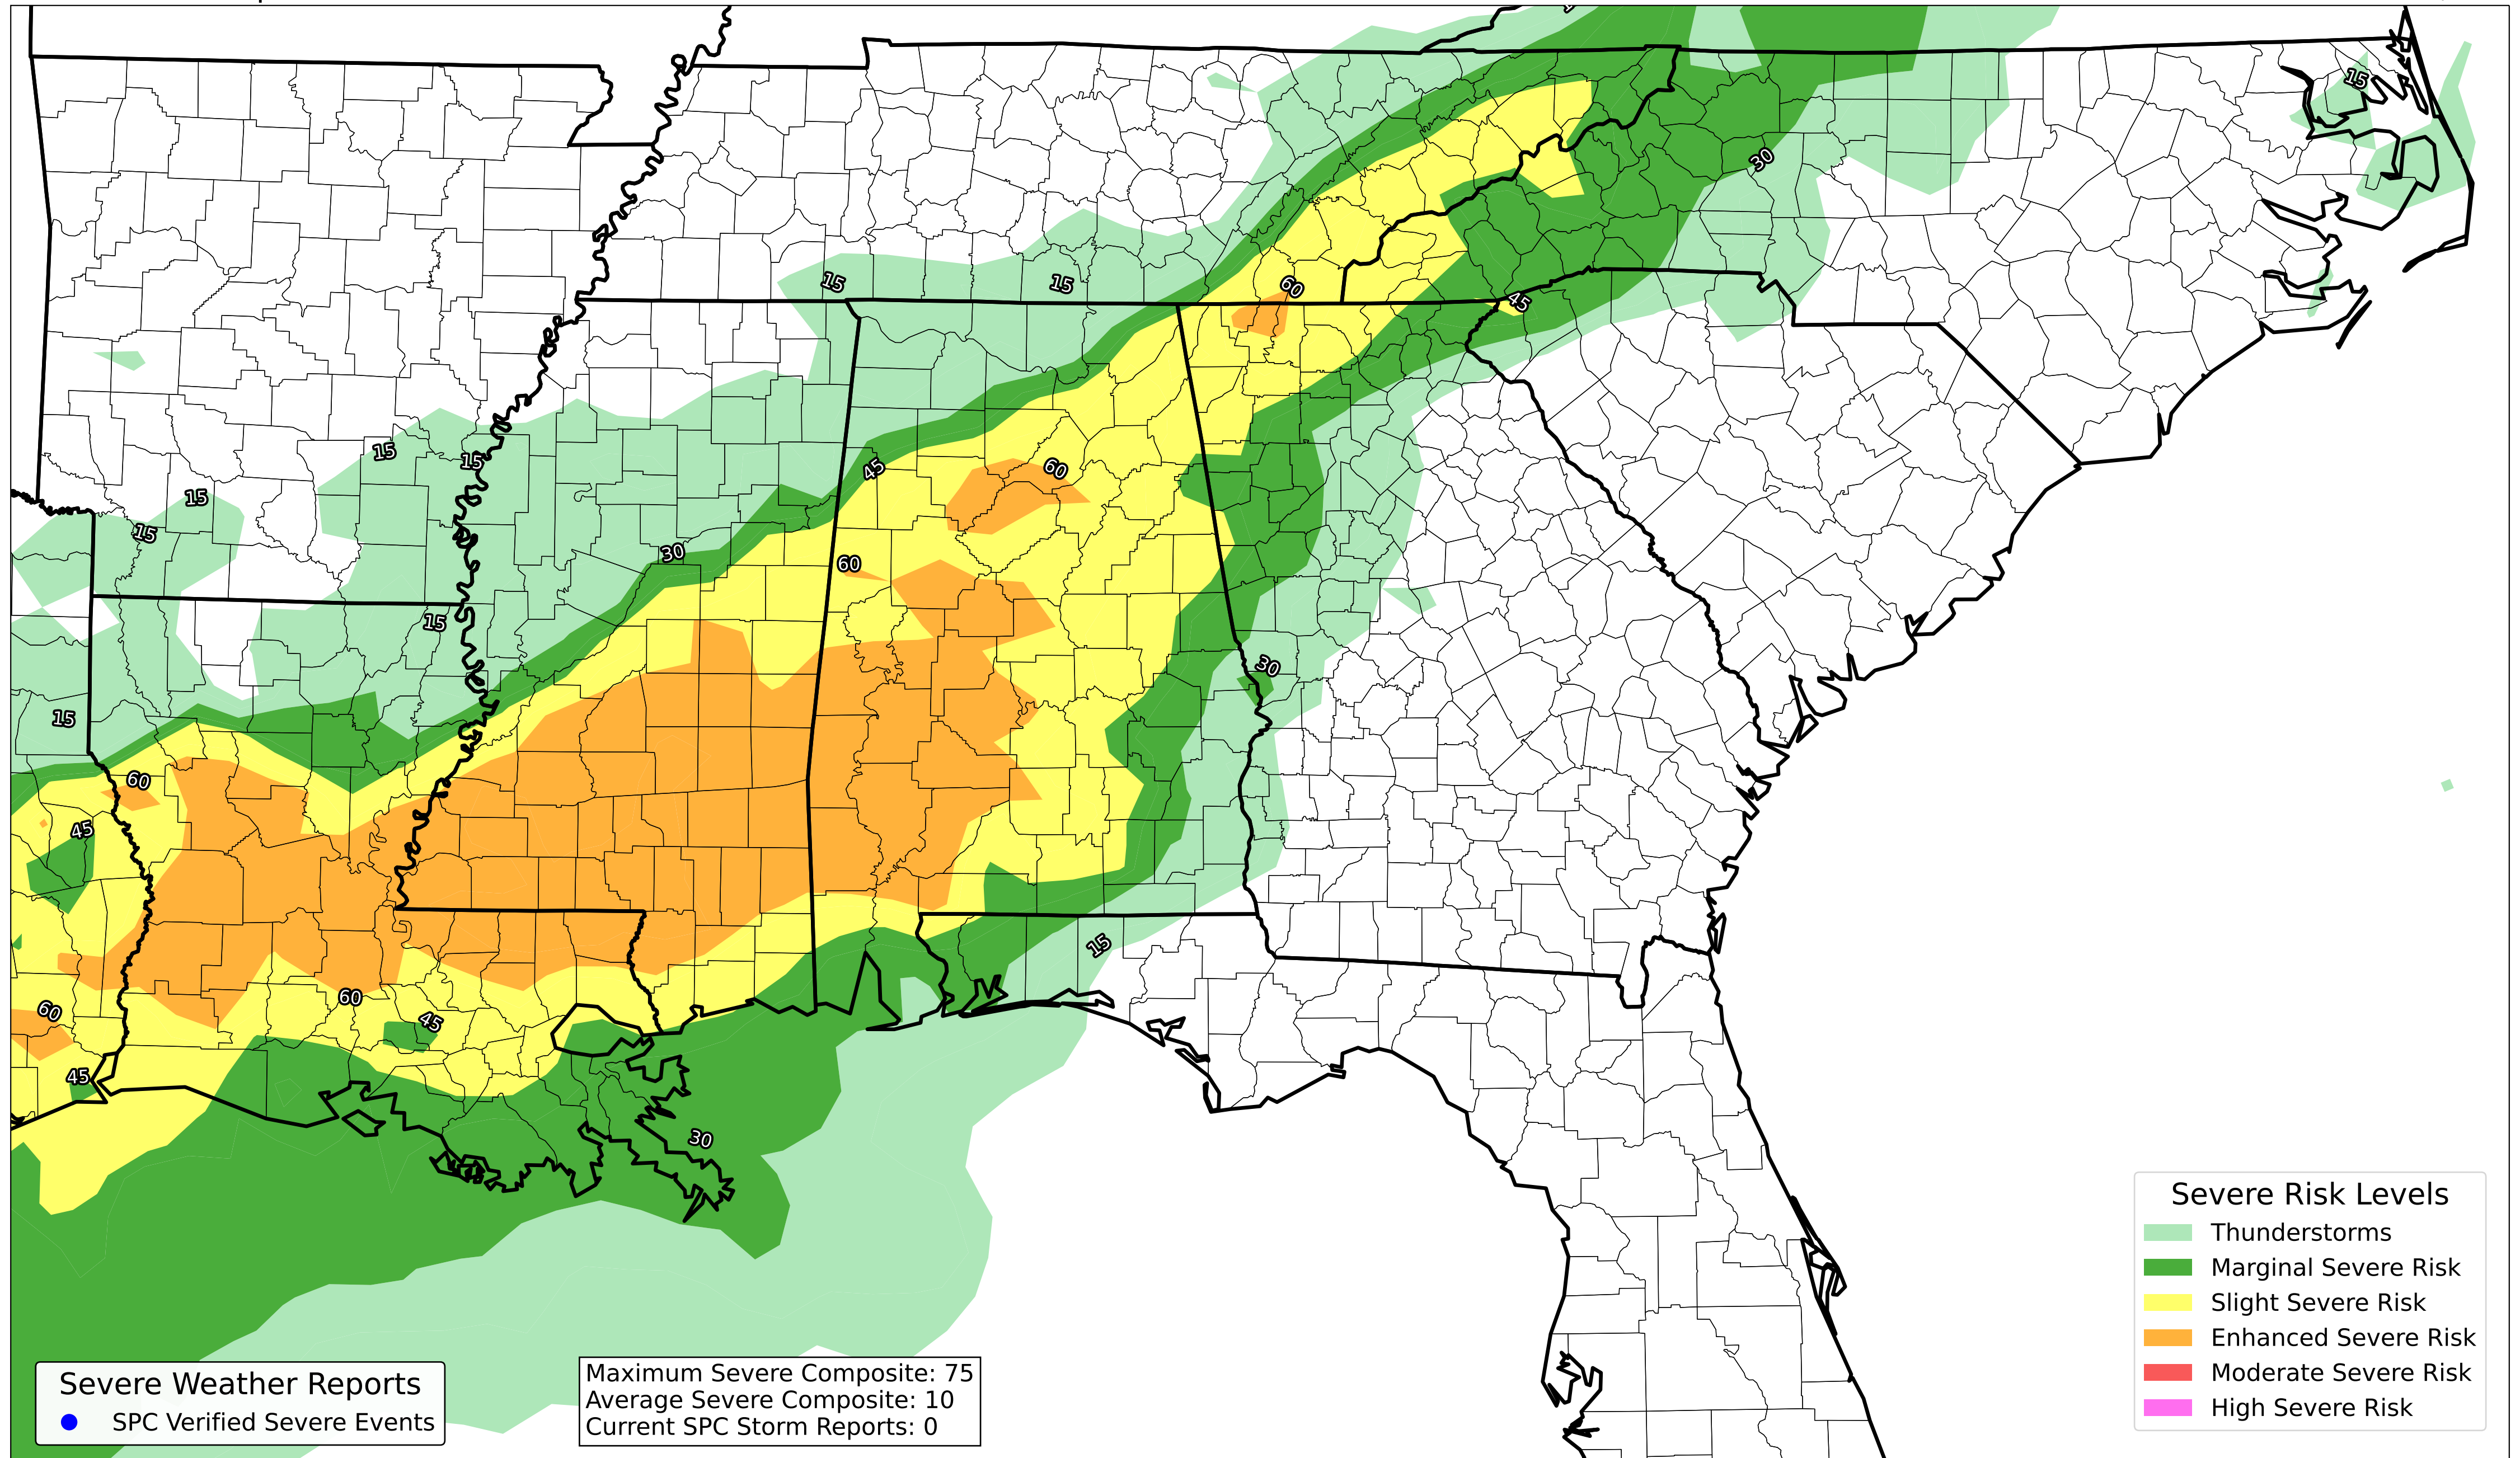 15
30
15
15
60
45
15
15
15
45
60
15
30
60
15
30
15
60
45
15
60
60
45
45
30
Severe Risk Levels
Thunderstorms
Marginal Severe Risk
Slight Severe Risk
Enhanced Severe Risk
Moderate Severe Risk
High Severe Risk
Severe Weather Reports
SPC Verified Severe Events
Maximum Severe Composite: 75
Average Severe Composite: 10
Current SPC Storm Reports: 0